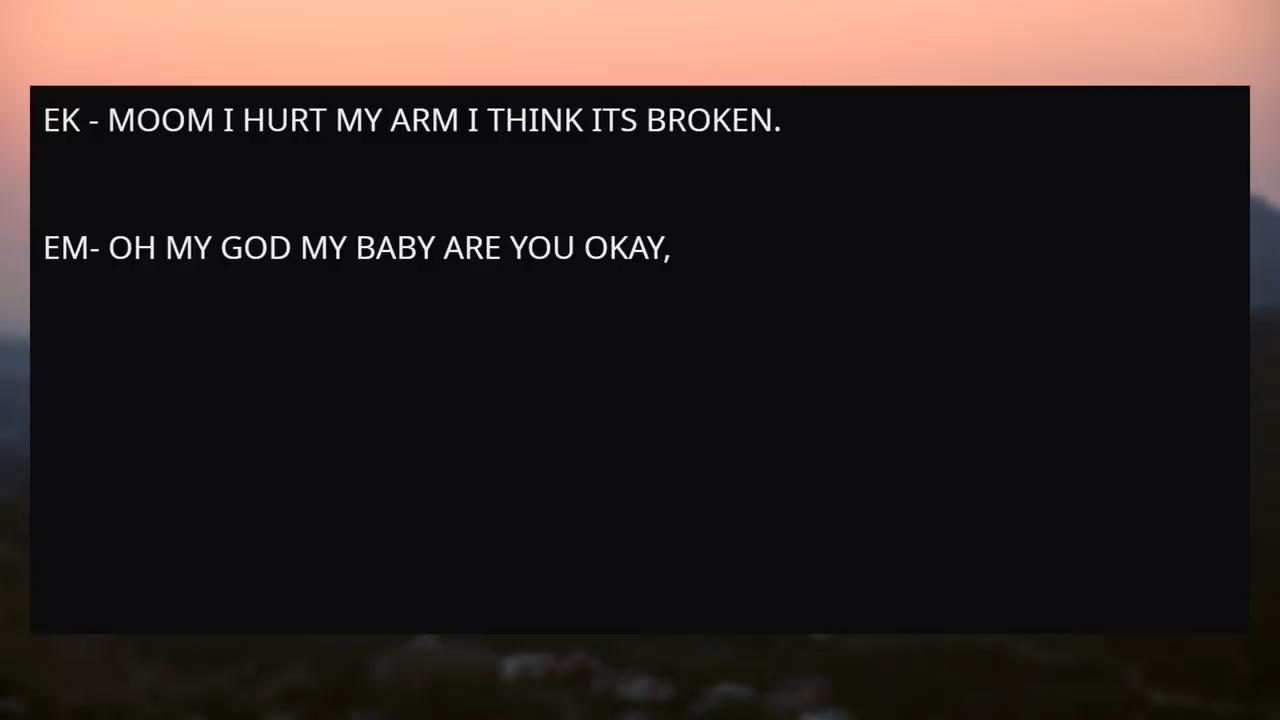 EK - MOOM I HURT MY ARM I THINK ITS BROKEN.
EM- OH MY GOD MY BABY ARE YOU OKAY,